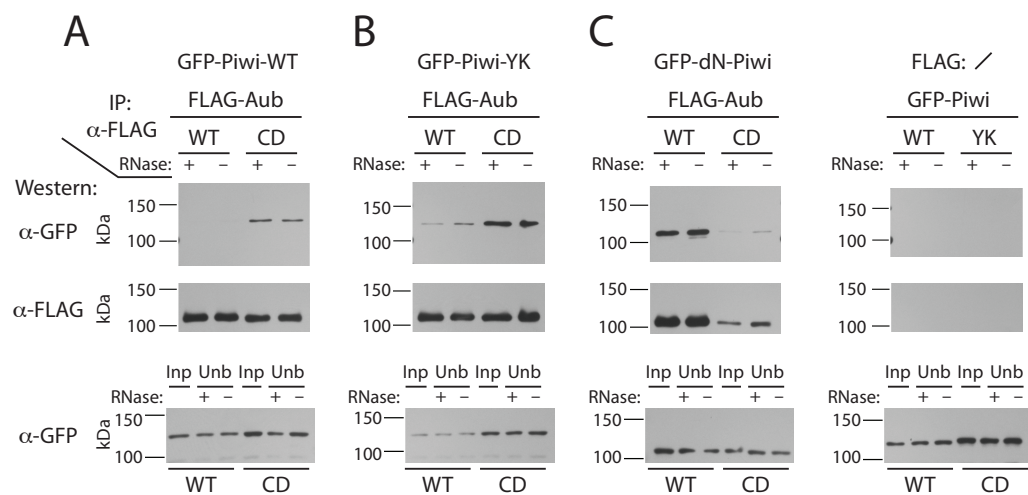 A B C
GFP-Piwi-WT GFP-Piwi-YK GFP-dN-Piwi FLAG: ⁄
IP: FLAG-Aub FLAG-Aub FLAG-Aub GFP-Piwi
α-FLAG WT CD WT CD WT CD WT YK
RNase: + − + − RNase: + − + − RNase: + − + − RNase: + − + −
Western:
α-GFP kDa 150 150 150 150
100 100 100 100
α-FLAG kDa 150 150 150 150
100 100 100 100
Inp Unb Inp Unb Inp Unb Inp Unb Inp Unb Inp Unb Inp Unb Inp Unb
RNase: + − + − RNase: + − + − RNase: + − + − RNase: + − + −
α-GFP kDa 150 150 150 150
100 100 100 100
WT CD WT CD WT CD WT CD